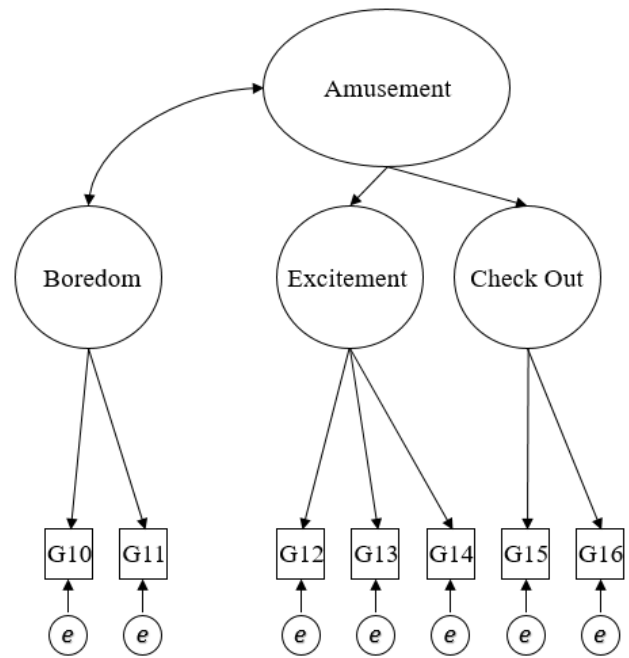 Amusement
Boredom
Excitement
Check Out
G10
G11
G12
G13
G14
G15
G16
e
e
e
e
e
e
e